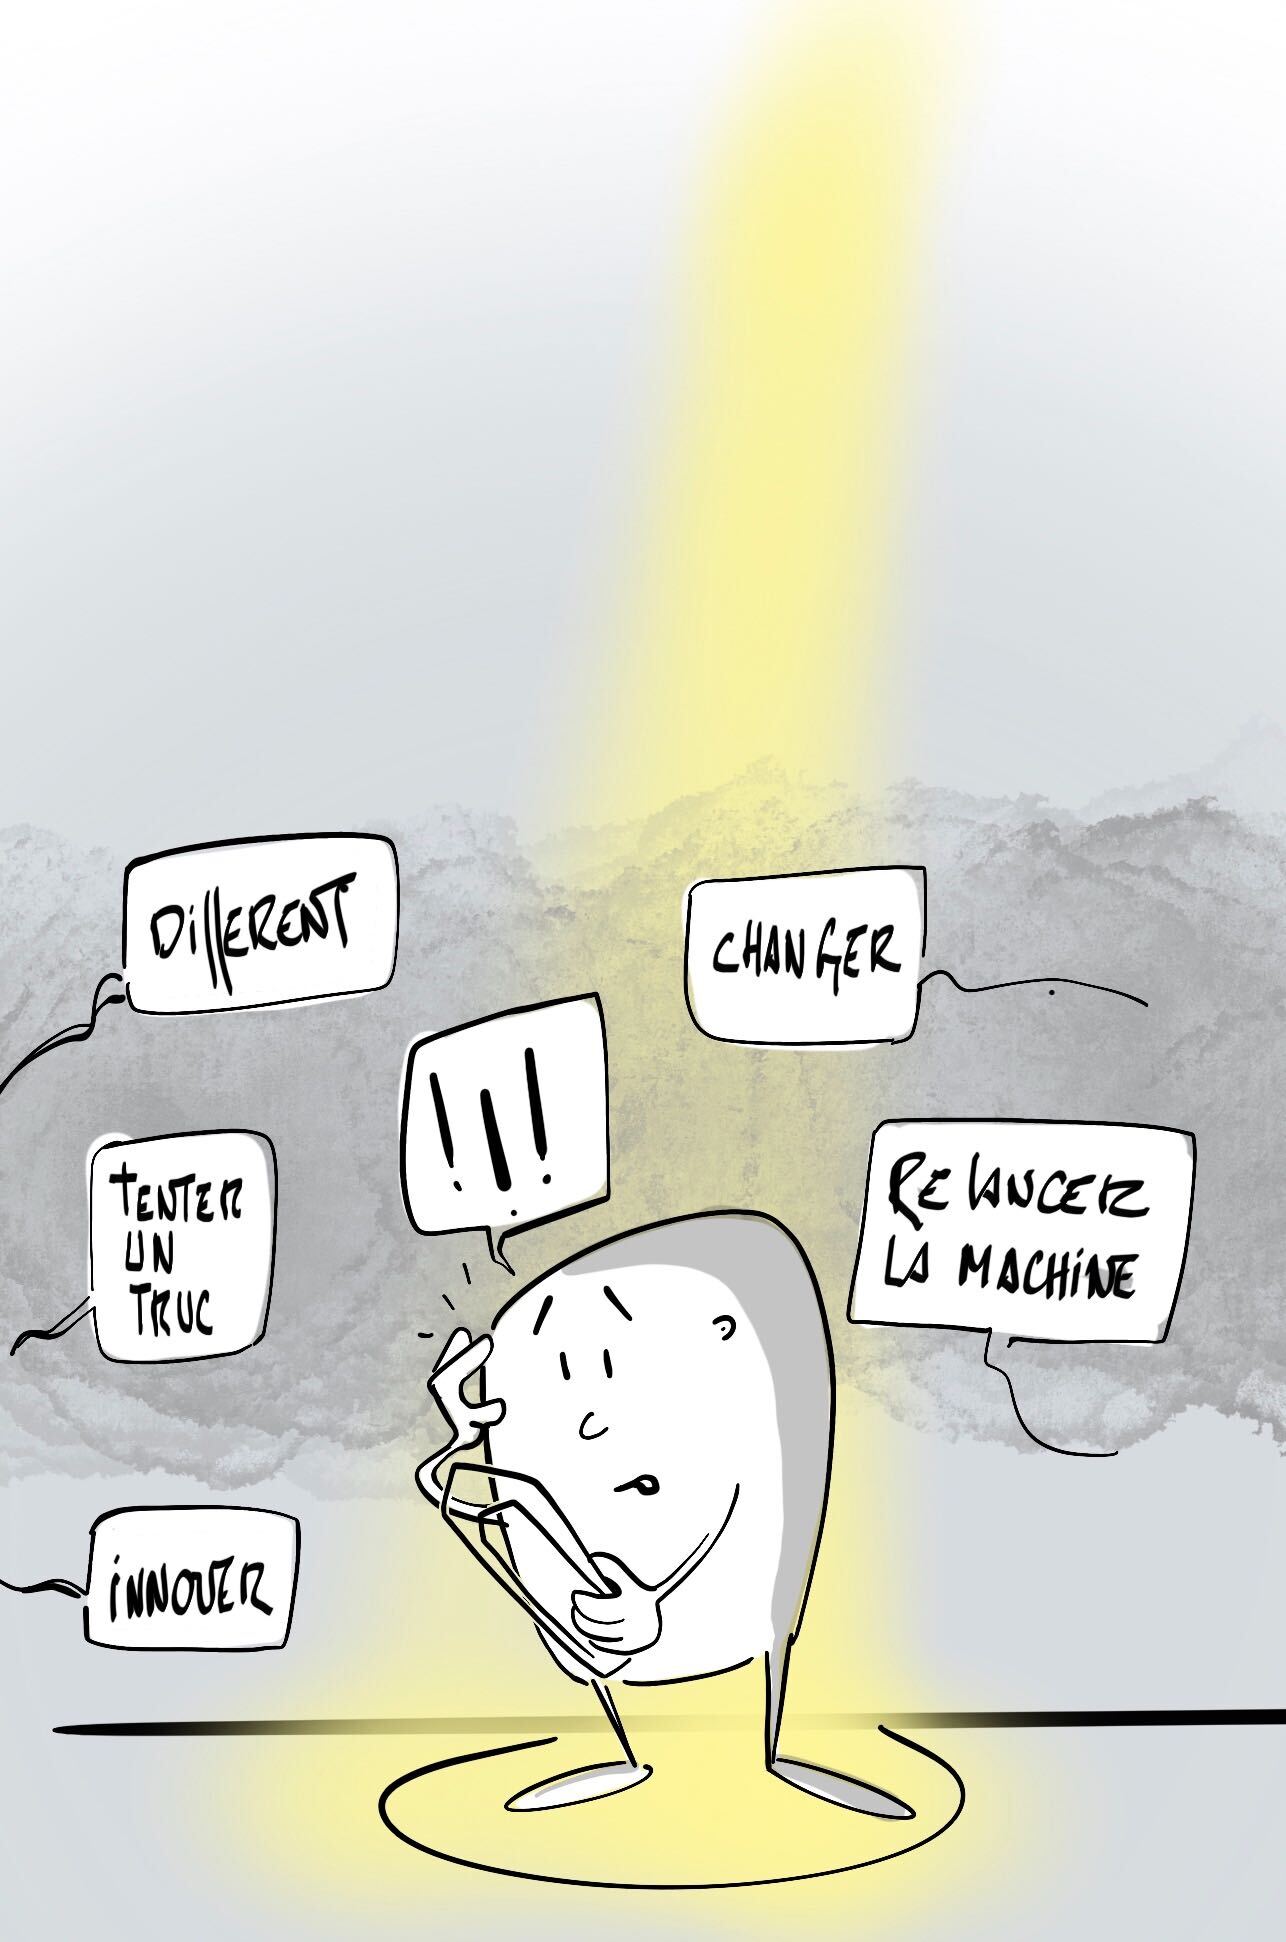 DiffERENT
CHANGER
! ! !
TENTER
UN
TRUC
RELANCER
LA MACHiNE
iNNOVER